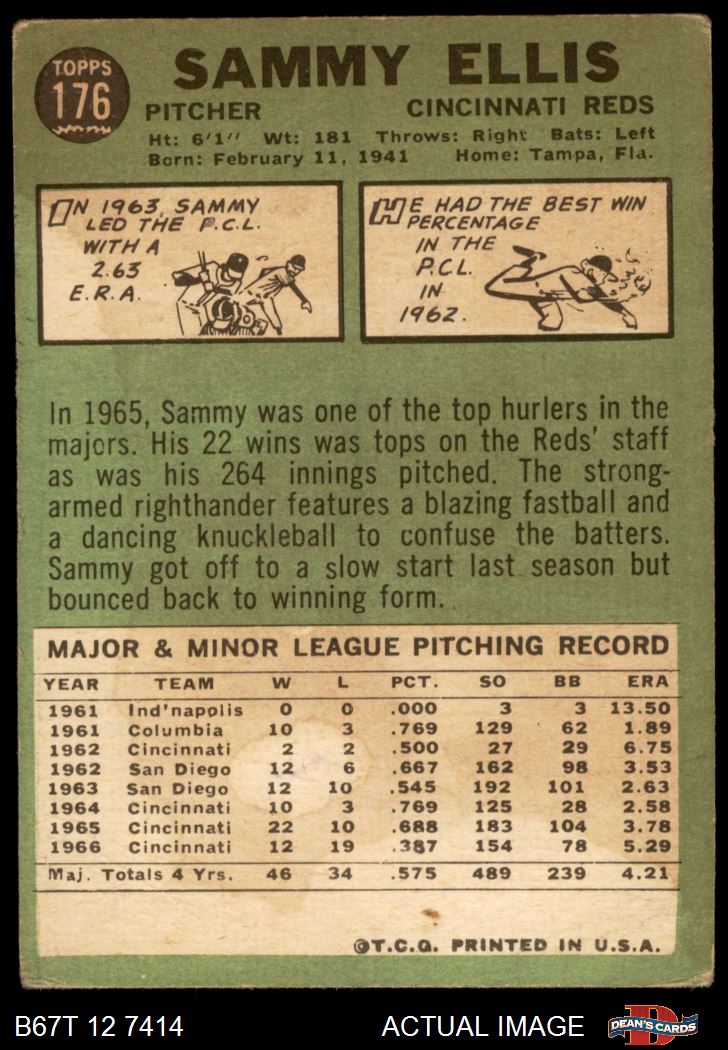 TOPPS
176
SAMMY ELLIS
PITCHER CINCINNATI REDS
Ht: 6'1" Wt: 181 Throws: Right Bats: Left
Born: February 11, 1941 Home: Tampa, Fla.
IN 1963, SAMMY
LED THE P.C.L.
WITH A
2.63
E.R.A.
HE HAD THE BEST WIN
PERCENTAGE
IN THE
P.C.L.
IN
1962.
In 1965, Sammy was one of the top hurlers in the
majors. His 22 wins was tops on the Reds' staff
as was his 264 innings pitched. The strong-
armed righthander features a blazing fastball and
a dancing knuckleball to confuse the batters.
Sammy got off to a slow start last season but
bounced back to winning form.
MAJOR & MINOR LEAGUE PITCHING RECORD
YEAR TEAM W L PCT. SO BB ERA
1961 Ind'napolis 0 0 .000 3 3 13.50
1961 Columbia 10 3 .769 129 62 1.89
1962 Cincinnati 2 2 .500 27 29 6.75
1962 San Diego 12 6 .667 162 98 3.53
1963 San Diego 12 10 .545 192 101 2.63
1964 Cincinnati 10 3 .769 125 28 2.58
1965 Cincinnati 22 10 .688 183 104 3.78
1966 Cincinnati 12 19 .387 154 78 5.29
Maj. Totals 4 Yrs. 46 34 .575 489 239 4.21
©T.C.G. PRINTED IN U.S.A.
B67T 12 7414 ACTUAL IMAGE
DEAN'S CARDS